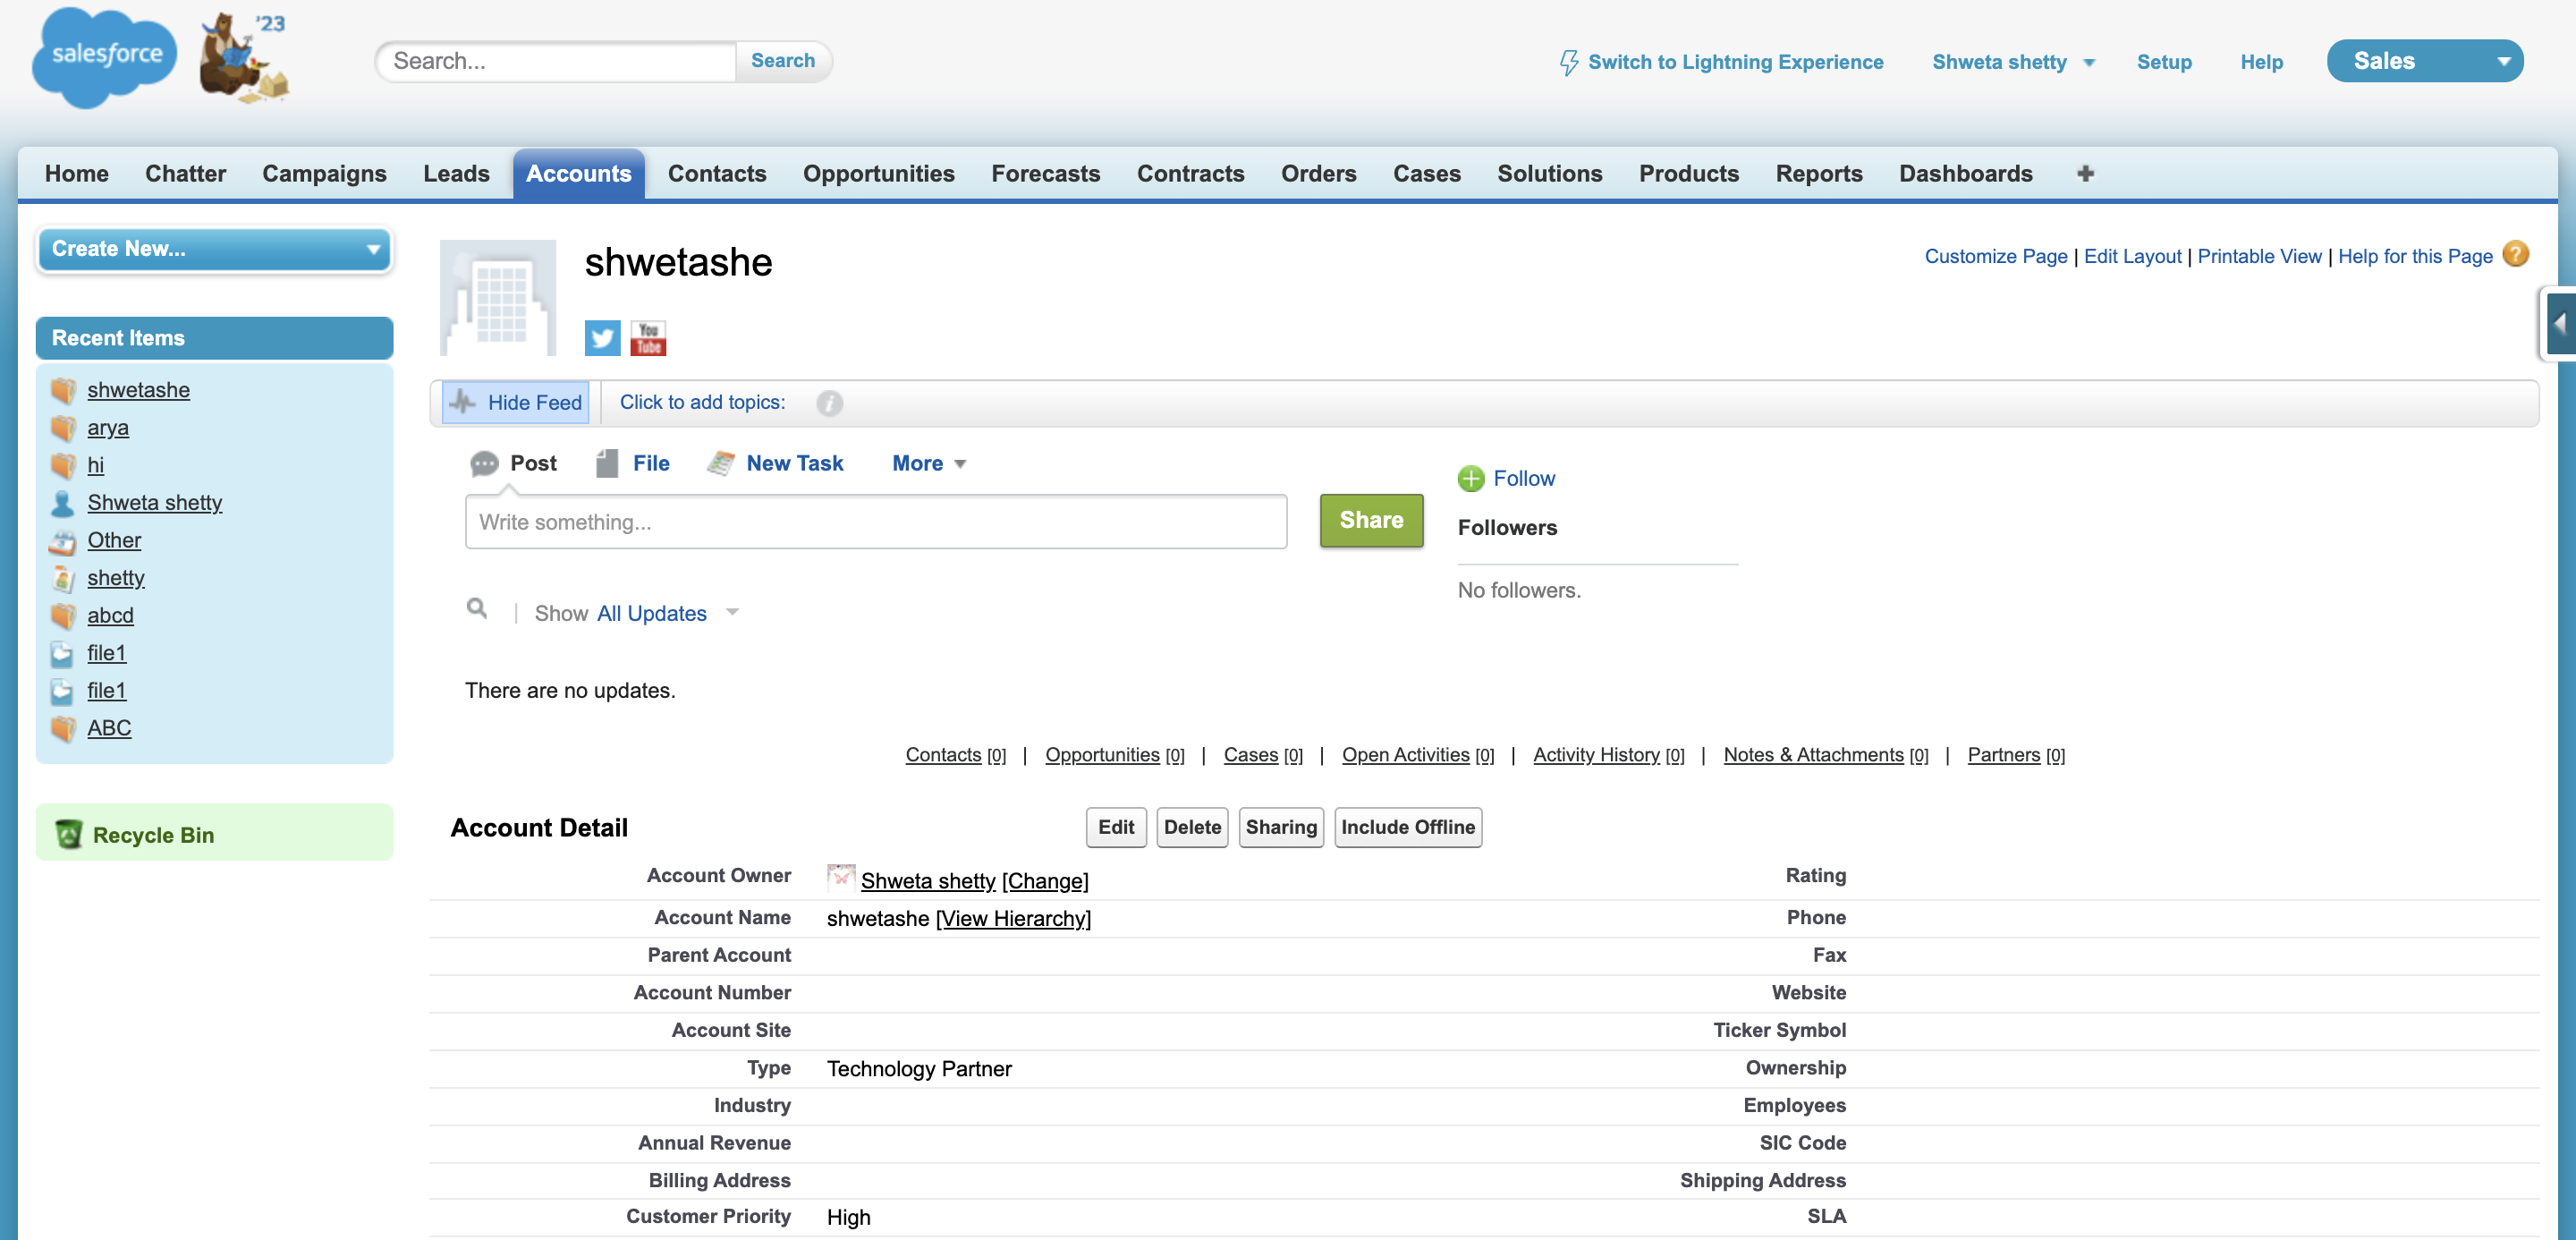 salesforce
'23
Search...
Search
Switch to Lightning Experience
Shweta shetty
Setup
Help
Sales
Home
Chatter
Campaigns
Leads
Accounts
Contacts
Opportunities
Forecasts
Contracts
Orders
Cases
Solutions
Products
Reports
Dashboards
+
Create New...
Recent Items
shwetashe
arya
hi
Shweta shetty
Other
shetty
abcd
file1
file1
ABC
Recycle Bin
shwetashe
Customize Page | Edit Layout | Printable View | Help for this Page ?
You
Tube
Hide Feed
Click to add topics: i
Post
File
New Task
More
Write something...
Share
Follow
Followers
No followers.
Show All Updates
There are no updates.
Contacts [0] | Opportunities [0] | Cases [0] | Open Activities [0] | Activity History [0] | Notes & Attachments [0] | Partners [0]
Account Detail
Edit
Delete
Sharing
Include Offline
Account Owner Shweta shetty [Change] Rating
Account Name shwetashe [View Hierarchy] Phone
Parent Account Fax
Account Number Website
Account Site Ticker Symbol
Type Technology Partner Ownership
Industry Employees
Annual Revenue SIC Code
Billing Address Shipping Address
Customer Priority High SLA